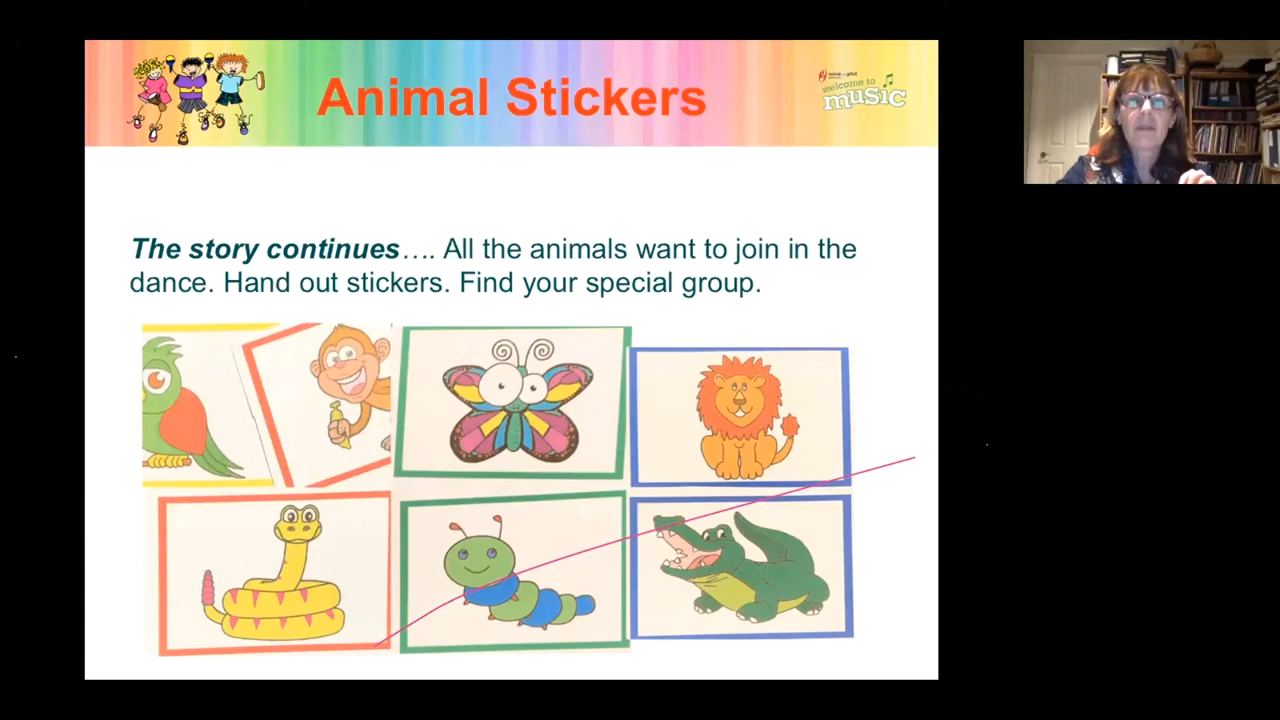 Animal Stickers
welcome to
music
The story continues…. All the animals want to join in the
dance. Hand out stickers. Find your special group.